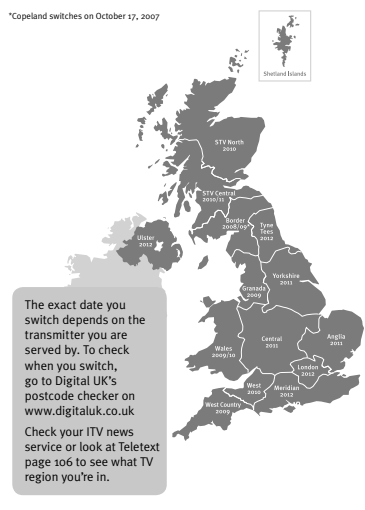 *Copeland switches on October 17, 2007
Shetland Islands
STV North
2010
STV Central
2010/11
Border
2008/09*
Tyne
Tees
2012
Ulster
2012
Yorkshire
2011
Granada
2009
Wales
2009/10
Central
2011
Anglia
2011
London
2012
West
2010
Meridian
2012
West Country
2009
The exact date you
switch depends on the
transmitter you are
served by. To check
when you switch,
go to Digital UK's
postcode checker on
www.digitaluk.co.uk
Check your ITV news
service or look at Teletext
page 106 to see what TV
region you're in.